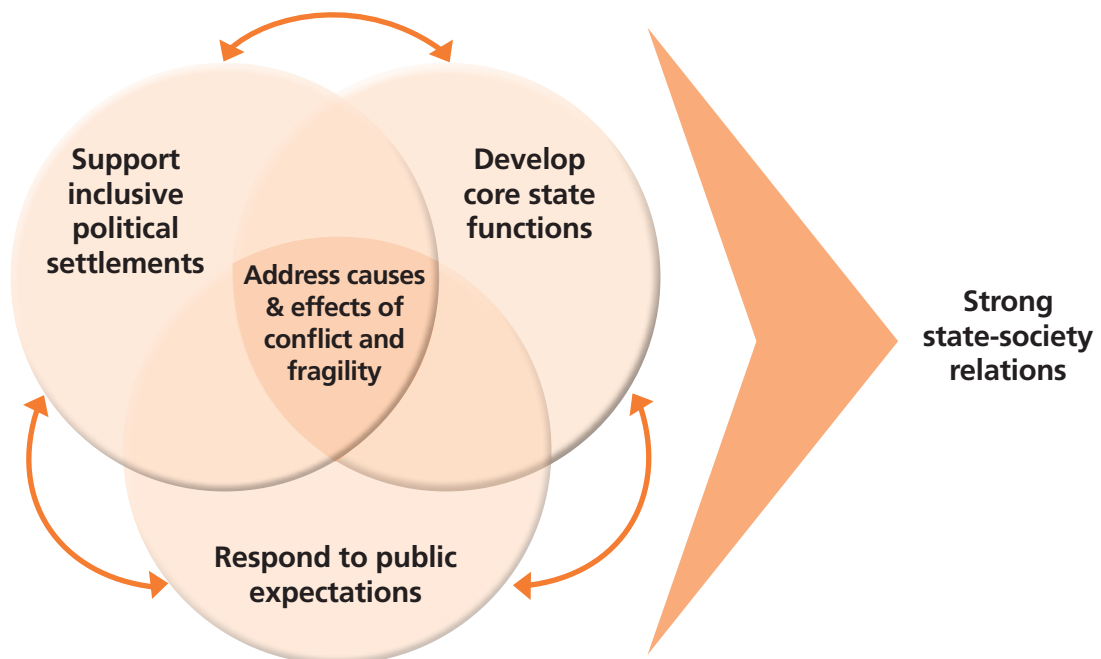 Support
inclusive
political
settlements
Develop
core state
functions
Address causes
& effects of
conflict and
fragility
Respond to public
expectations
Strong
state-society
relations